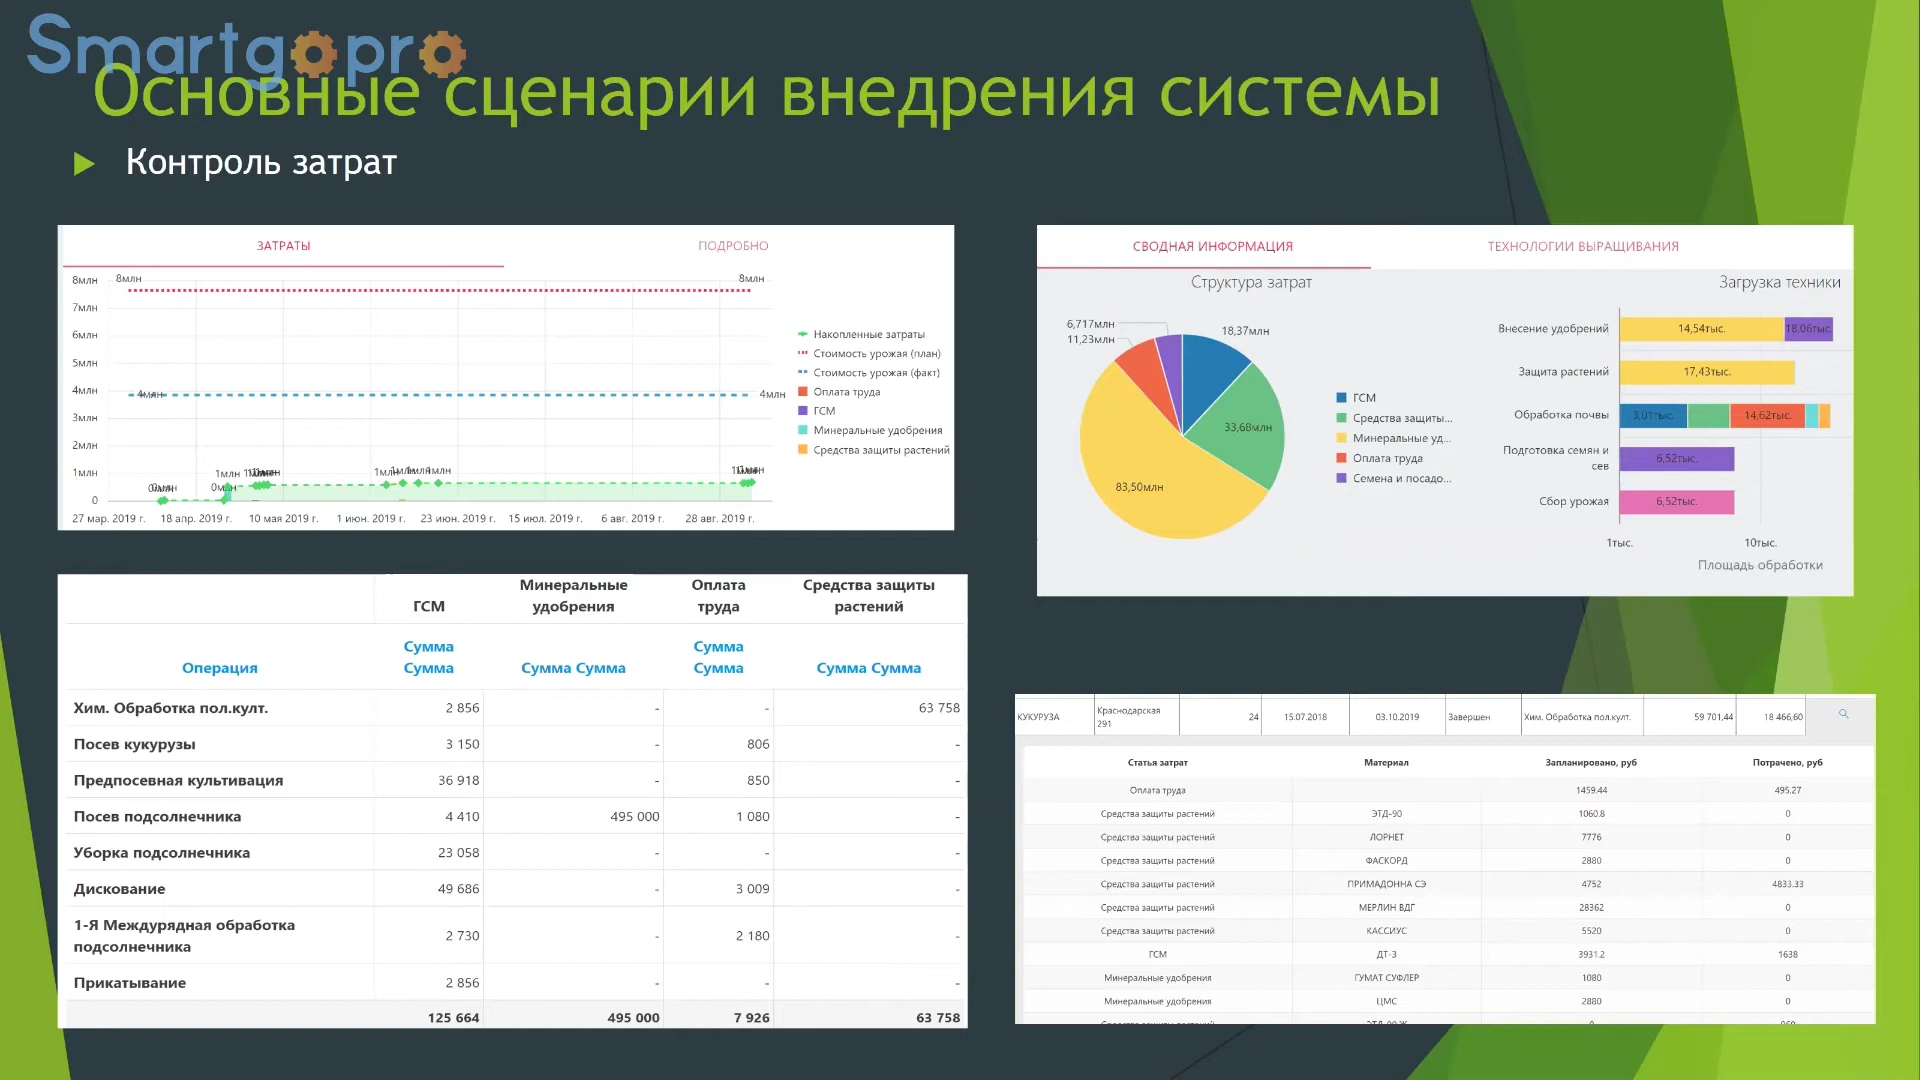 Smartgopro
Основные сценарии внедрения системы
Контроль затрат
ЗАТРАТЫ ПОДРОБНО
8млн 8млн 8млн
7млн
6млн
5млн
4млн 4млн 4млн
3млн
2млн
1млн 1млн 1млн 1млн
0 0млн
27 мар. 2019 г. 18 апр. 2019 г. 10 мая 2019 г. 1 июн. 2019 г. 23 июн. 2019 г. 15 июл. 2019 г. 6 авг. 2019 г. 28 авг. 2019 г.
Накопленные затраты
Стоимость урожая (план)
Стоимость урожая (факт)
Оплата труда
ГСМ
Минеральные удобрения
Средства защиты растений
СВОДНАЯ ИНФОРМАЦИЯ ТЕХНОЛОГИИ ВЫРАЩИВАНИЯ
Структура затрат
6,717млн
11,23млн
18,37млн
33,68млн
83,50млн
ГСМ
Средства защиты...
Минеральные уд...
Оплата труда
Семена и посадо...
Загрузка техники
Внесение удобрений 14,54тыс. 18,06тыс.
Защита растений 17,43тыс.
Обработка почвы 3,01тыс. 14,62тыс.
Подготовка семян и
сев 6,52тыс.
Сбор урожая 6,52тыс.
1тыс. 10тыс.
Площадь обработки
Минеральные Оплата Средства защиты
ГСМ удобрения труда растений
Сумма Сумма
Операция Сумма Сумма Сумма Сумма Сумма Сумма
Хим. Обработка пол.култ. 2 856 - - 63 758
Посев кукурузы 3 150 - 806 -
Предпосевная культивация 36 918 - 850 -
Посев подсолнечника 4 410 495 000 1 080 -
Уборка подсолнечника 23 058 - - -
Дискование 49 686 - 3 009 -
1-Я Междурядная обработка
подсолнечника 2 730 - 2 180 -
Прикатывание 2 856 - - -
125 664 495 000 7 926 63 758
КУКУРУЗА Краснодарская 24 15.07.2018 03.10.2019 Завершен Хим. Обработка пол.култ. 59 701,44 18 466,60
291
Статья затрат Материал Запланировано, руб Потрачено, руб
Оплата труда 1459.44 495.27
Средства защиты растений ЭТД-90 1060.8 0
Средства защиты растений ЛОРНЕТ 7776 0
Средства защиты растений ФАСКОРД 2880 0
Средства защиты растений ПРИМАДОННА СЭ 4752 4833.33
Средства защиты растений МЕРЛИН ВДГ 28362 0
Средства защиты растений КАССИУС 5520 0
ГСМ ДТ-3 3931.2 1638
Минеральные удобрения ГУМАТ СУФЛЕР 1080 0
Минеральные удобрения ЦМС 2880 0